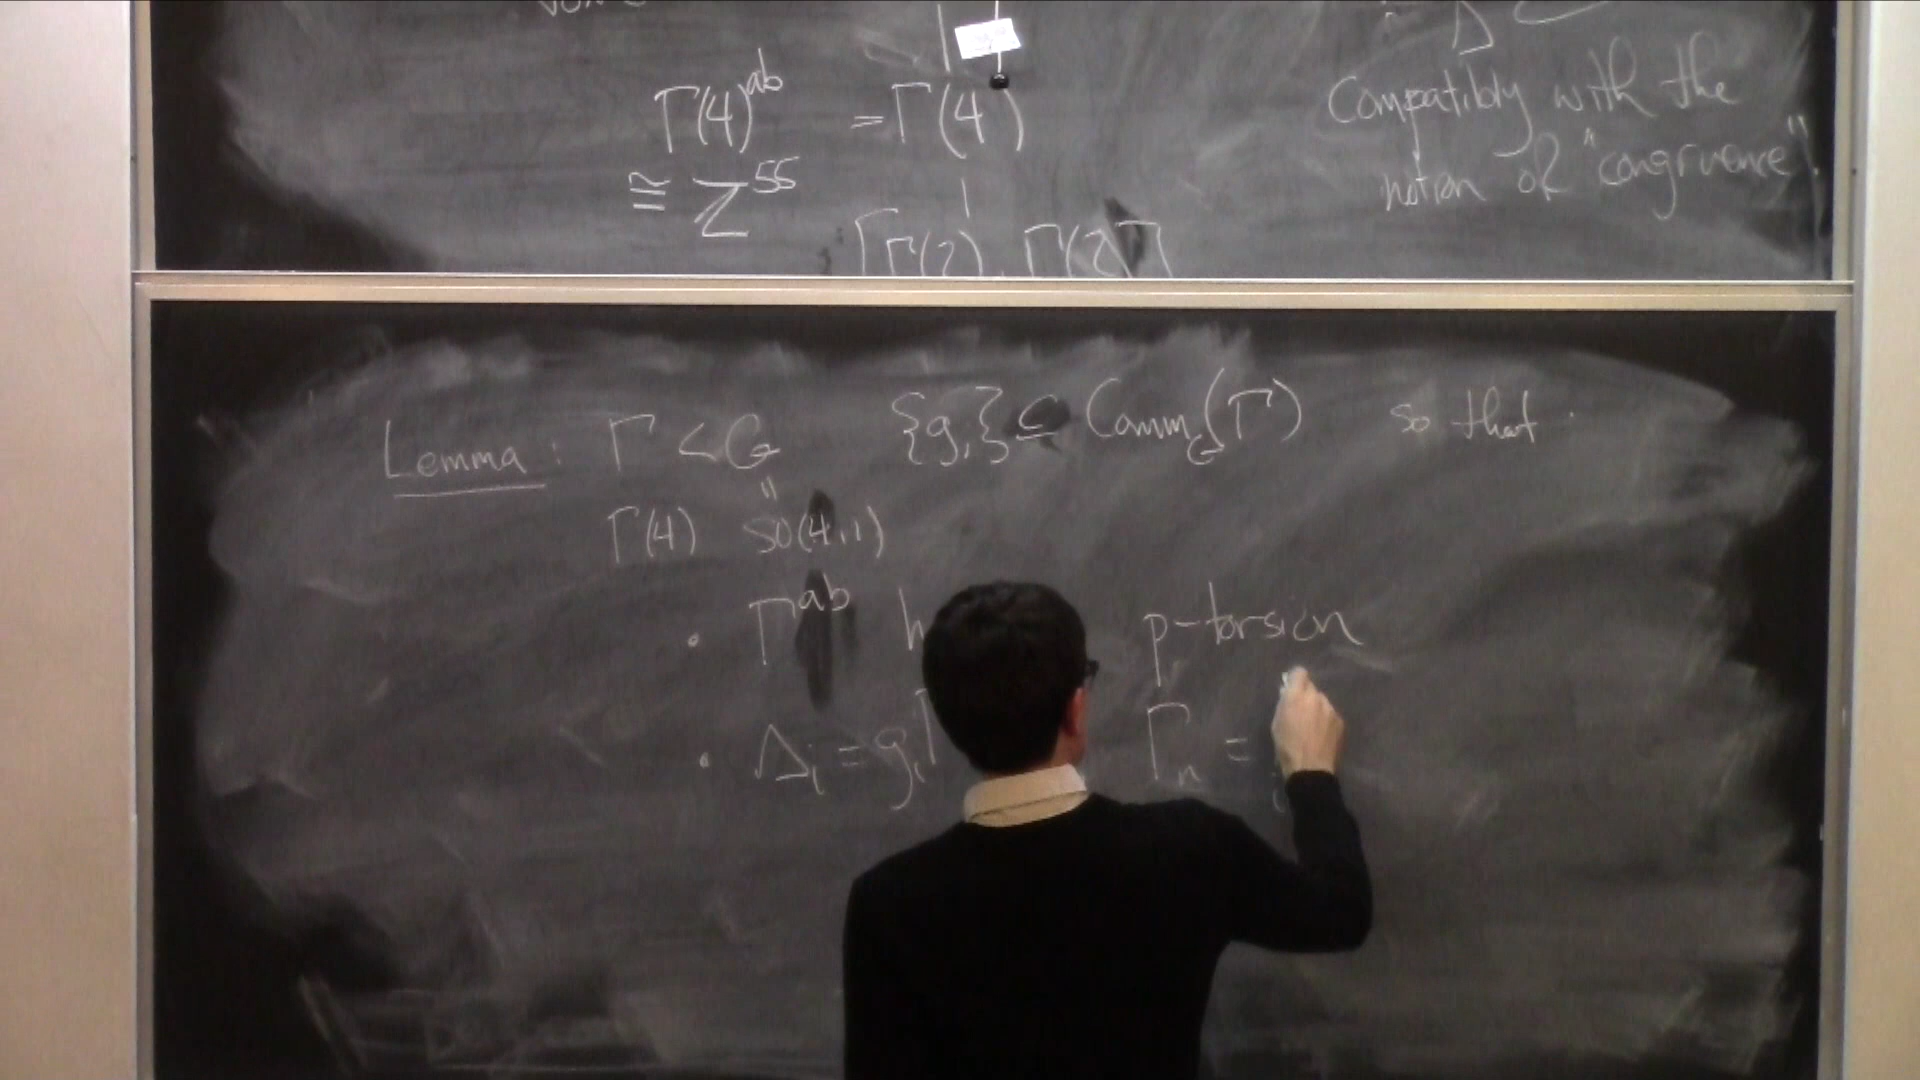 Γ(4)^ab = Γ(4)
≅ Z^55
[Γ(2), Γ(2)]
Compatibly with the
notion of "congruence".
Lemma: Γ < G {g_i} ⊆ Comm_G(Γ) so that
Γ(4) SO(4,1)
• Γ^ab p-torsion
• Δ_i = g_i Γ Γ_n =